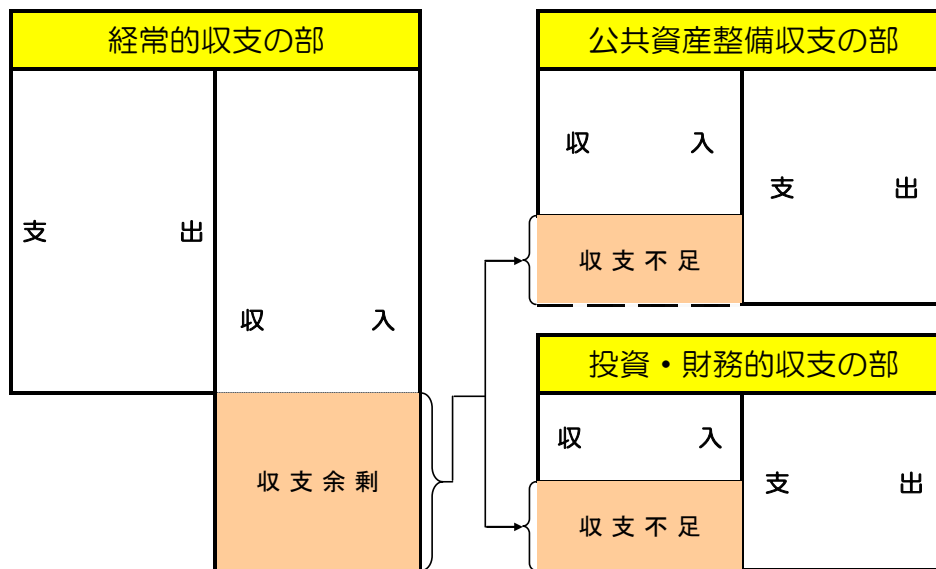 経常的収支の部
支出
収入
収支余剰
公共資産整備収支の部
収入
支出
収支不足
投資・財務的収支の部
収入
支出
収支不足